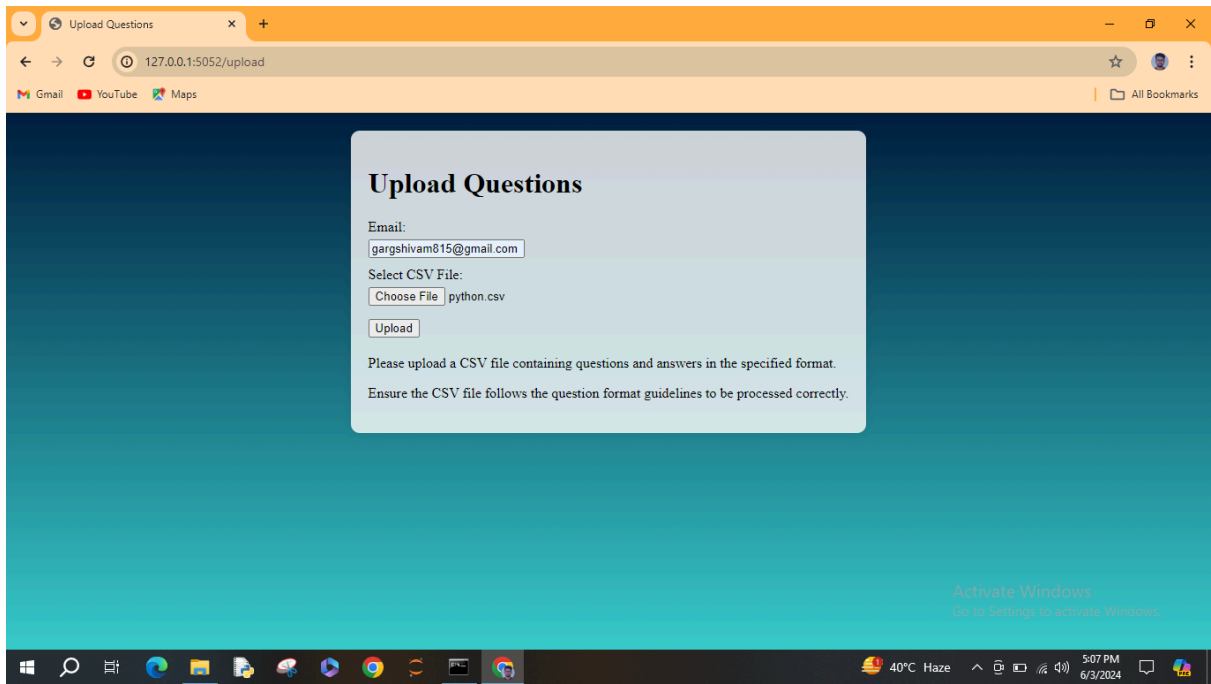 Upload Questions
127.0.0.1:5052/upload
Gmail YouTube Maps All Bookmarks
Upload Questions
Email:
gargshivam815@gmail.com
Select CSV File:
Choose File python.csv
Upload
Please upload a CSV file containing questions and answers in the specified format.
Ensure the CSV file follows the question format guidelines to be processed correctly.
Activate Windows
Go to Settings to activate Windows.
40°C Haze
5:07 PM
6/3/2024